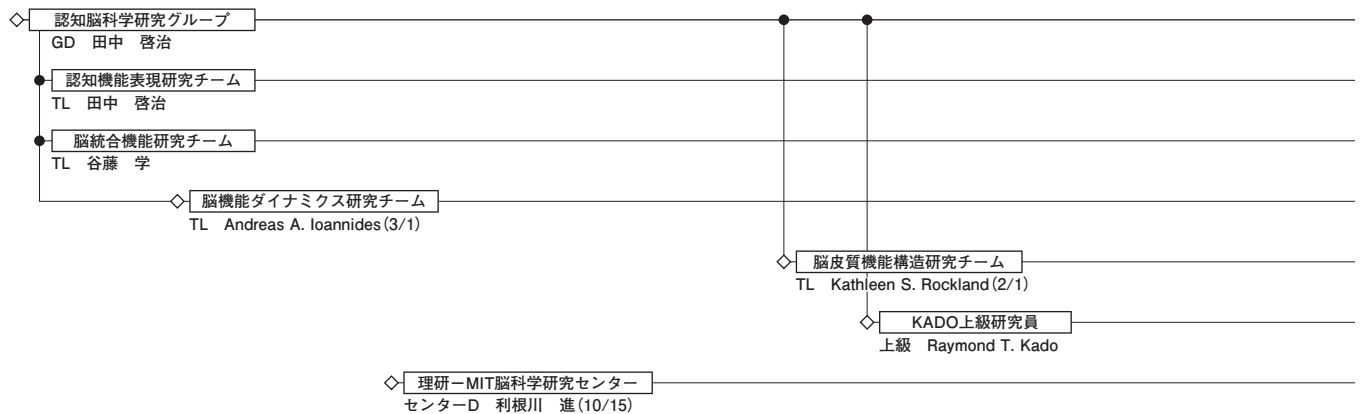 認知脳科学研究グループ
GD 田中 啓治
認知機能表現研究チーム
TL 田中 啓治
脳統合機能研究チーム
TL 谷藤 学
脳機能ダイナミクス研究チーム
TL Andreas A. Ioannides(3/1)
脳皮質機能構造研究チーム
TL Kathleen S. Rockland(2/1)
KADO上級研究員
上級 Raymond T. Kado
理研−MIT脳科学研究センター
センターD 利根川 進(10/15)